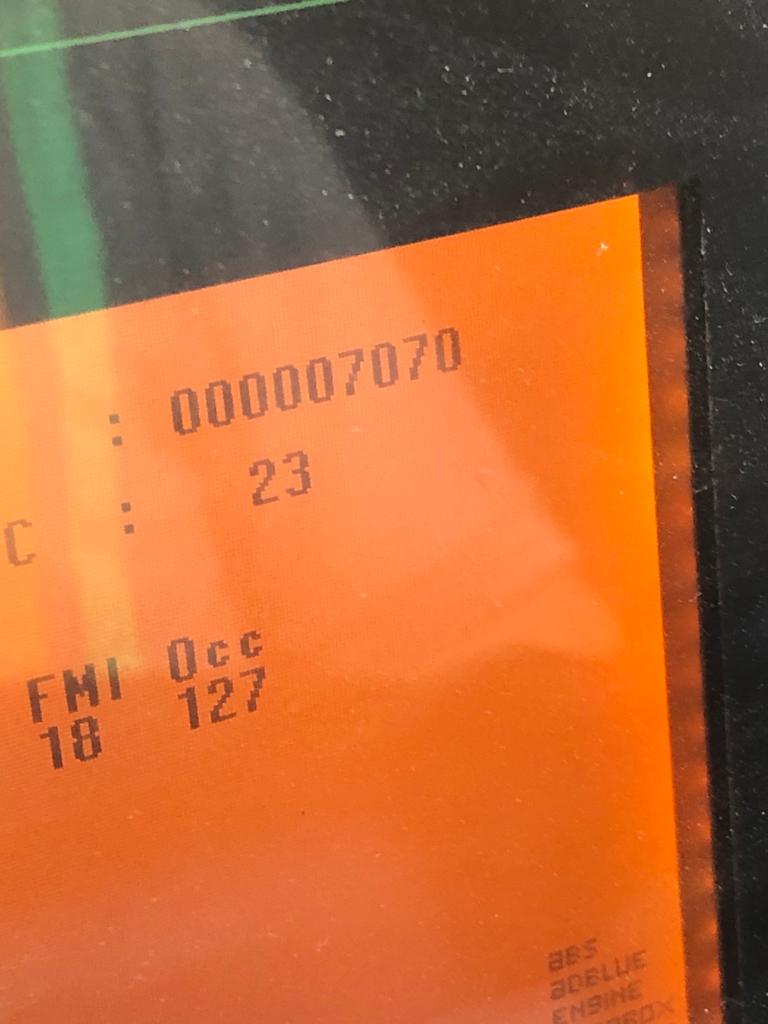 : 000007070
C : 23
FMI Occ
18 127
aBS
aDBLUE
ENGINE